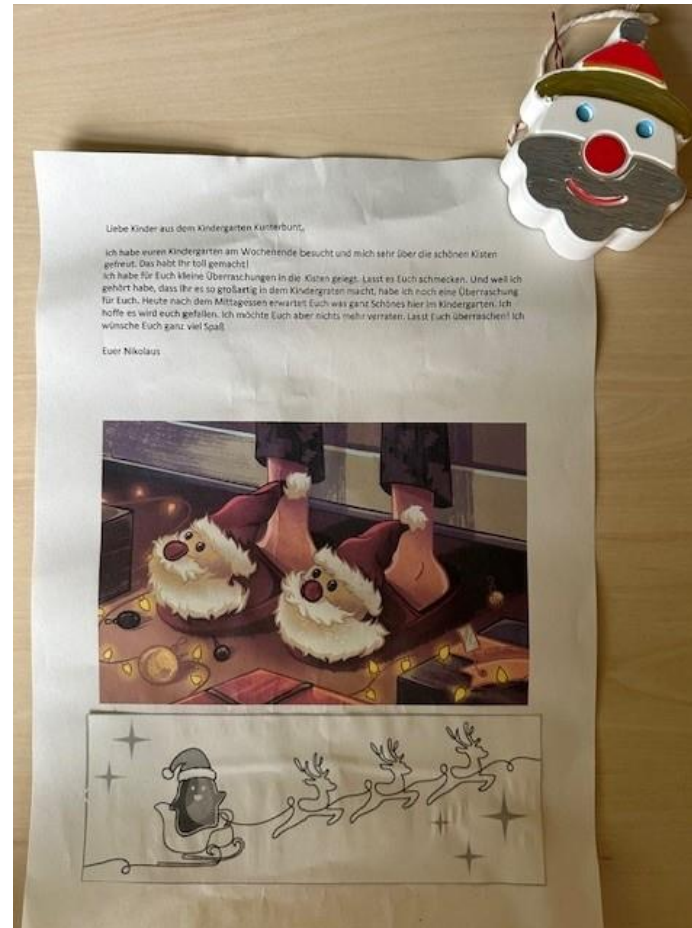 Liebe Kinder aus dem Kindergarten Kunterbunt,
ich habe euren Kindergarten am Wochenende besucht und mich sehr über die schönen Kisten
gefreut. Das habt Ihr toll gemacht!
Ich habe für Euch kleine Überraschungen in die Kisten gelegt. Lasst es Euch schmecken. Und weil ich
gehört habe, dass Ihr es so großartig in dem Kindergraten macht, habe ich noch eine Überraschung
für Euch. Heute nach dem Mittagessen erwartet Euch was ganz Schönes hier im Kindergarten. Ich
hoffe es wird euch gefallen. Ich möchte Euch aber nichts mehr verraten. Lasst Euch überraschen! Ich
wünsche Euch ganz viel Spaß
Euer Nikolaus